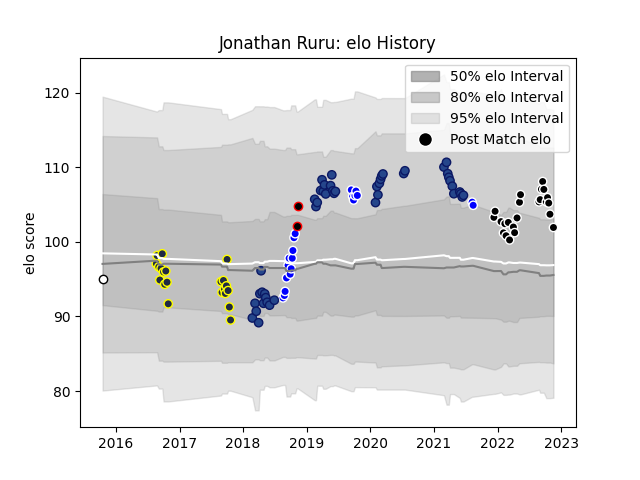 Jonathan Ruru: elo History
50% elo Interval
80% elo Interval
95% elo Interval
Post Match elo
elo score
120
110
100
90
80
2016 2017 2018 2019 2020 2021 2022 2023